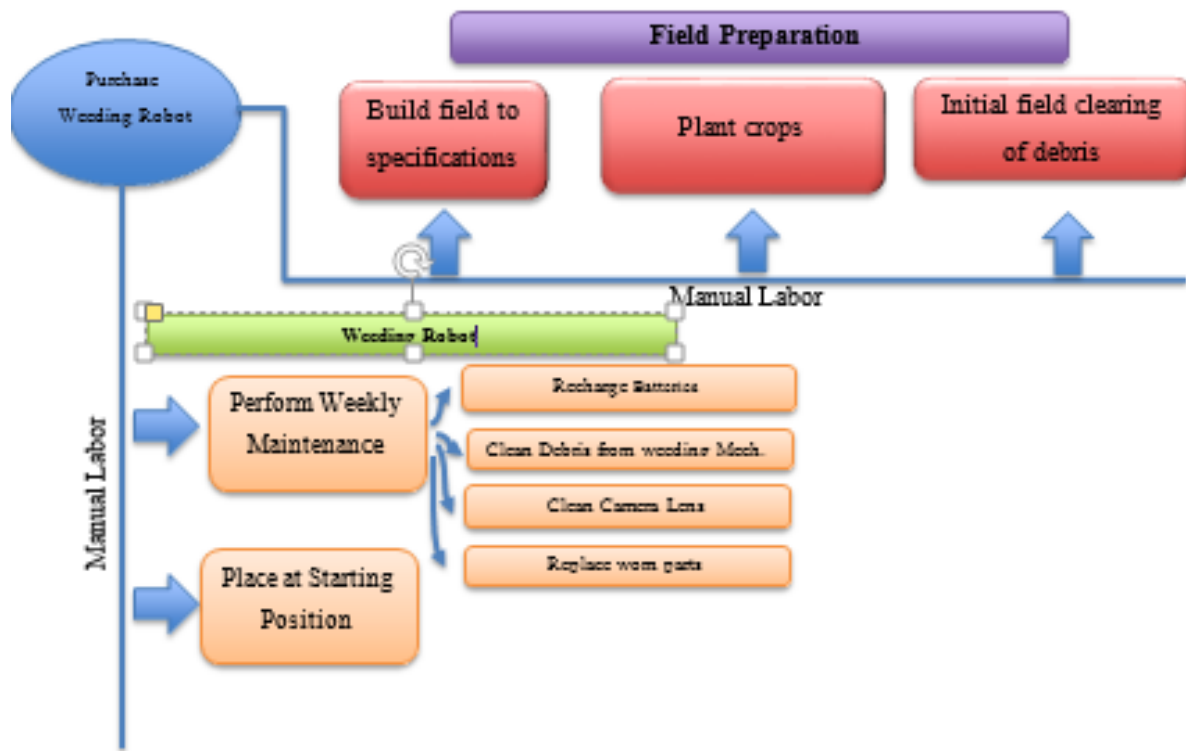 Field Preparation
Purchase
Weeding Robot
Build field to
specifications
Plant crops
Initial field clearing
of debris
Manual Labor
Weeding Robot
Perform Weekly
Maintenance
Recharge Batteries
Clean Debris from weeding Mech.
Clean Camera Lens
Replace worn parts
Manual Labor
Place at Starting
Position